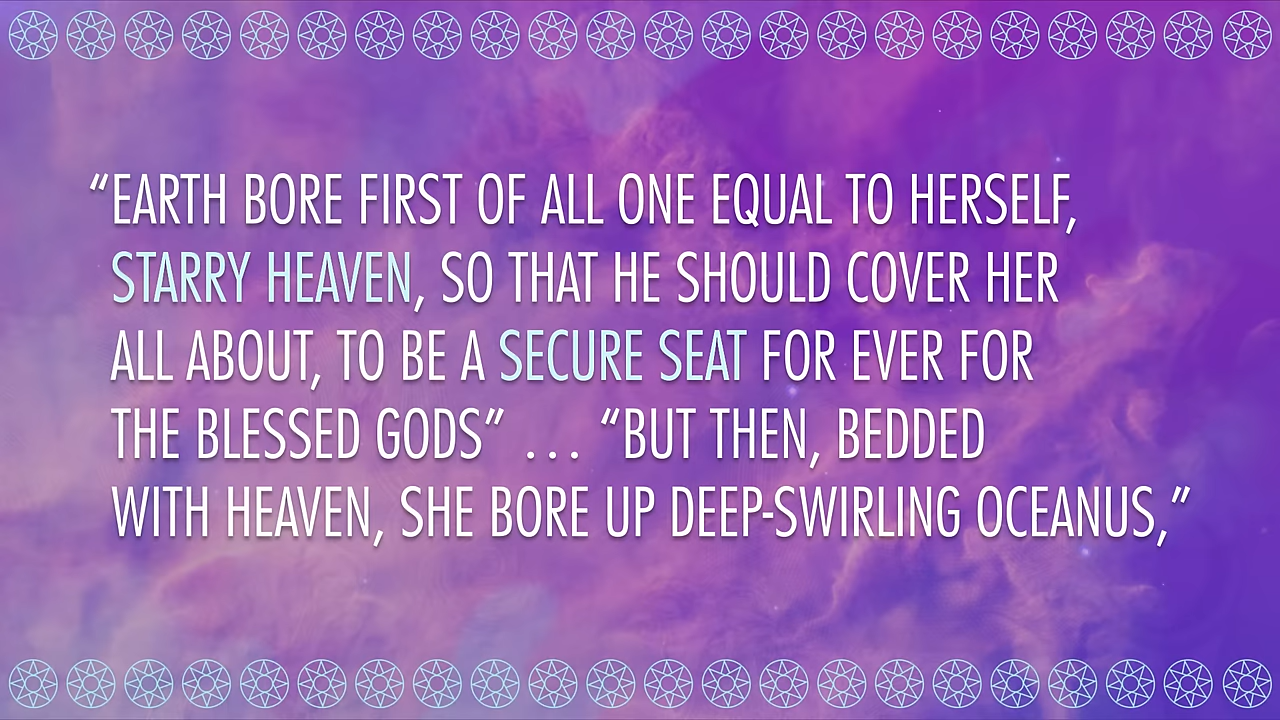 “EARTH BORE FIRST OF ALL ONE EQUAL TO HERSELF,
STARRY HEAVEN, SO THAT HE SHOULD COVER HER
ALL ABOUT, TO BE A SECURE SEAT FOR EVER FOR
THE BLESSED GODS” ... “BUT THEN, BEDDED
WITH HEAVEN, SHE BORE UP DEEP-SWIRLING OCEANUS,”